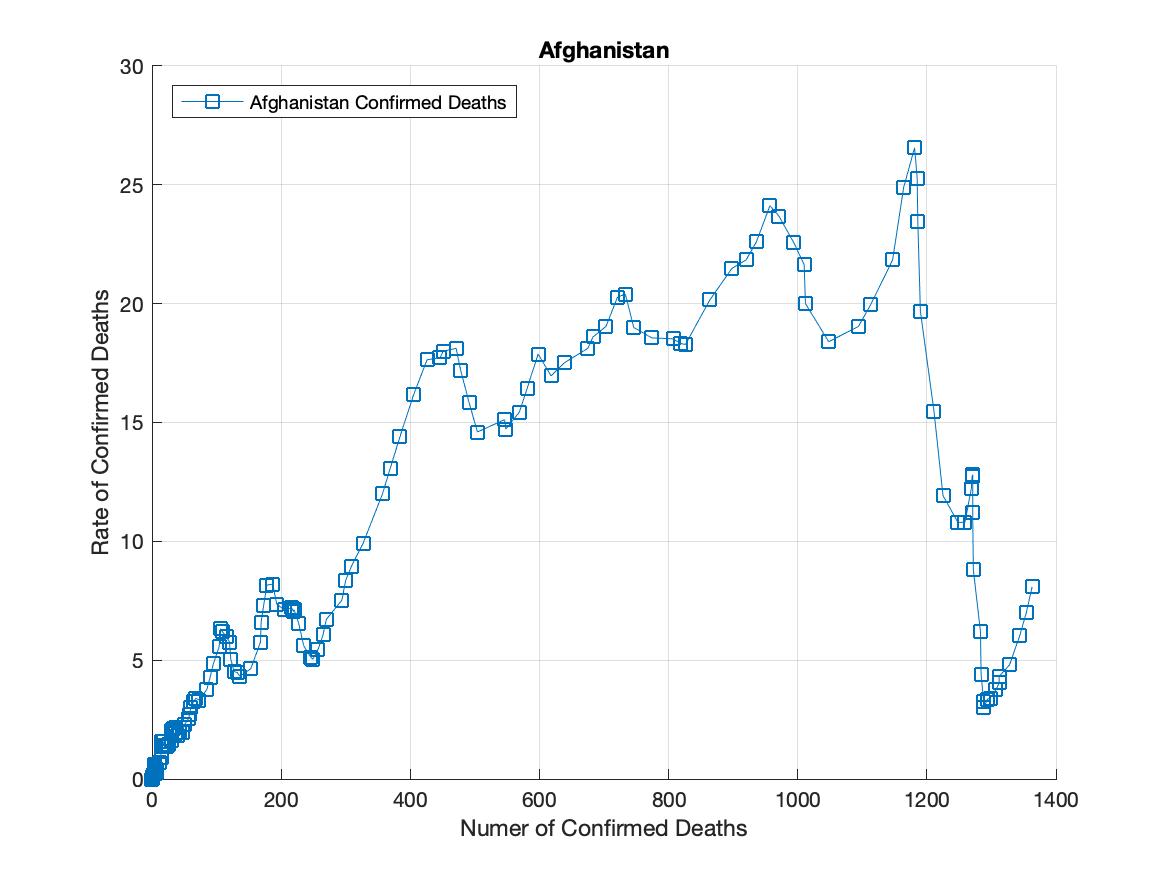 Afghanistan
30
Afghanistan Confirmed Deaths
25
20
15
10
5
0
Rate of Confirmed Deaths
0 200 400 600 800 1000 1200 1400
Numer of Confirmed Deaths